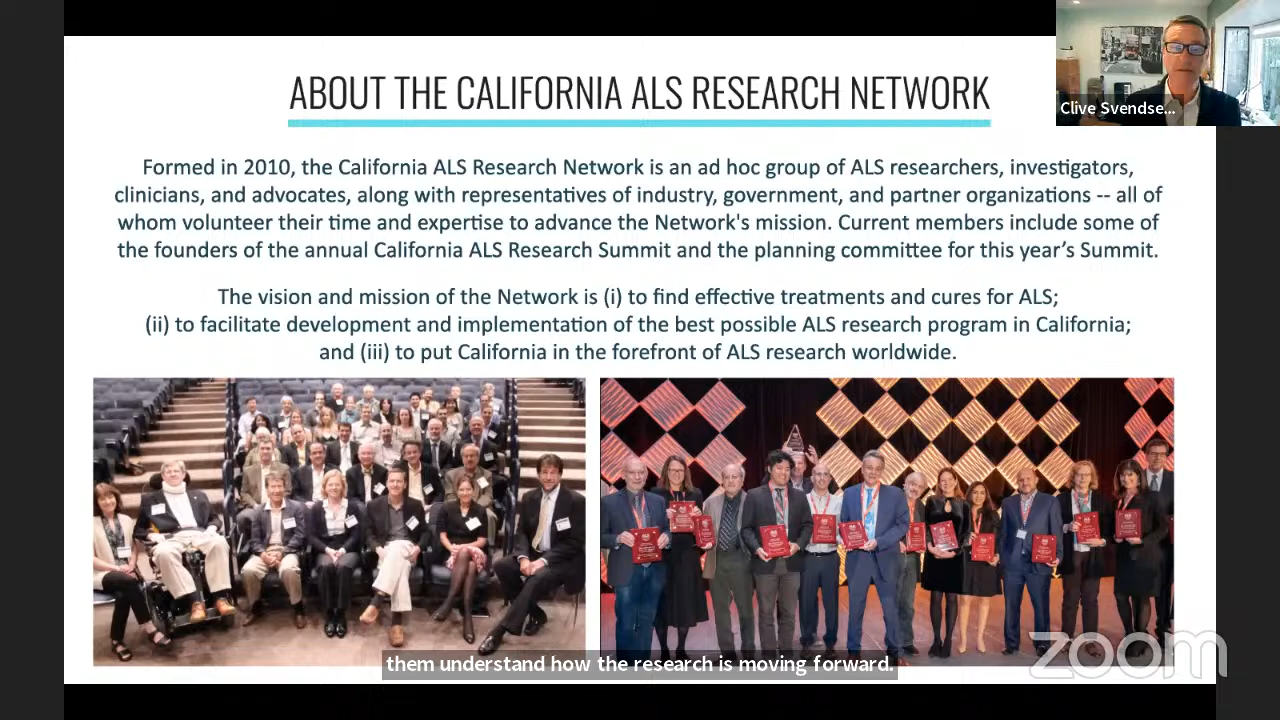 ABOUT THE CALIFORNIA ALS RESEARCH NETWORK
Clive Svendse...
Formed in 2010, the California ALS Research Network is an ad hoc group of ALS researchers, investigators,
clinicians, and advocates, along with representatives of industry, government, and partner organizations -- all of
whom volunteer their time and expertise to advance the Network's mission. Current members include some of
the founders of the annual California ALS Research Summit and the planning committee for this year’s Summit.
The vision and mission of the Network is (i) to find effective treatments and cures for ALS;
(ii) to facilitate development and implementation of the best possible ALS research program in California;
and (iii) to put California in the forefront of ALS research worldwide.
them understand how the research is moving forward.
zoom